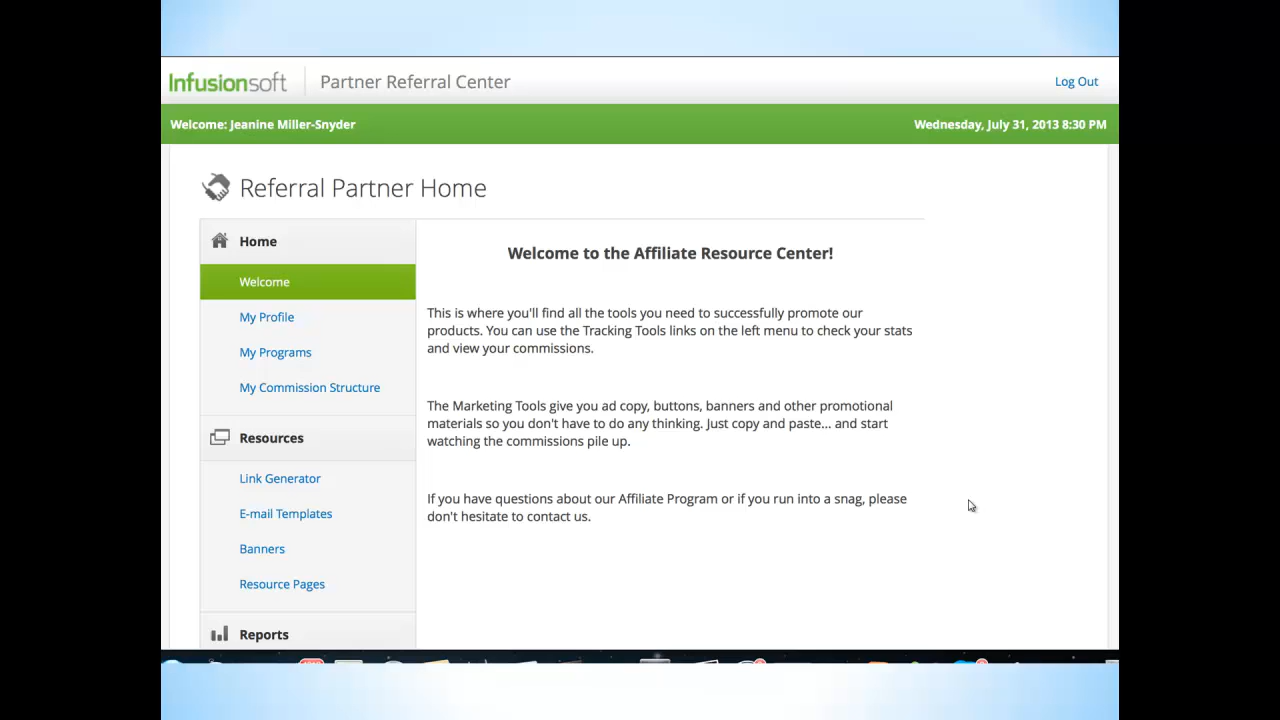 Infusionsoft Partner Referral Center Log Out
Welcome: Jeanine Miller-Snyder Wednesday, July 31, 2013 8:30 PM
Referral Partner Home
Home
Welcome
My Profile
My Programs
My Commission Structure
Resources
Link Generator
E-mail Templates
Banners
Resource Pages
Reports
Welcome to the Affiliate Resource Center!
This is where you'll find all the tools you need to successfully promote our
products. You can use the Tracking Tools links on the left menu to check your stats
and view your commissions.
The Marketing Tools give you ad copy, buttons, banners and other promotional
materials so you don't have to do any thinking. Just copy and paste... and start
watching the commissions pile up.
If you have questions about our Affiliate Program or if you run into a snag, please
don't hesitate to contact us.